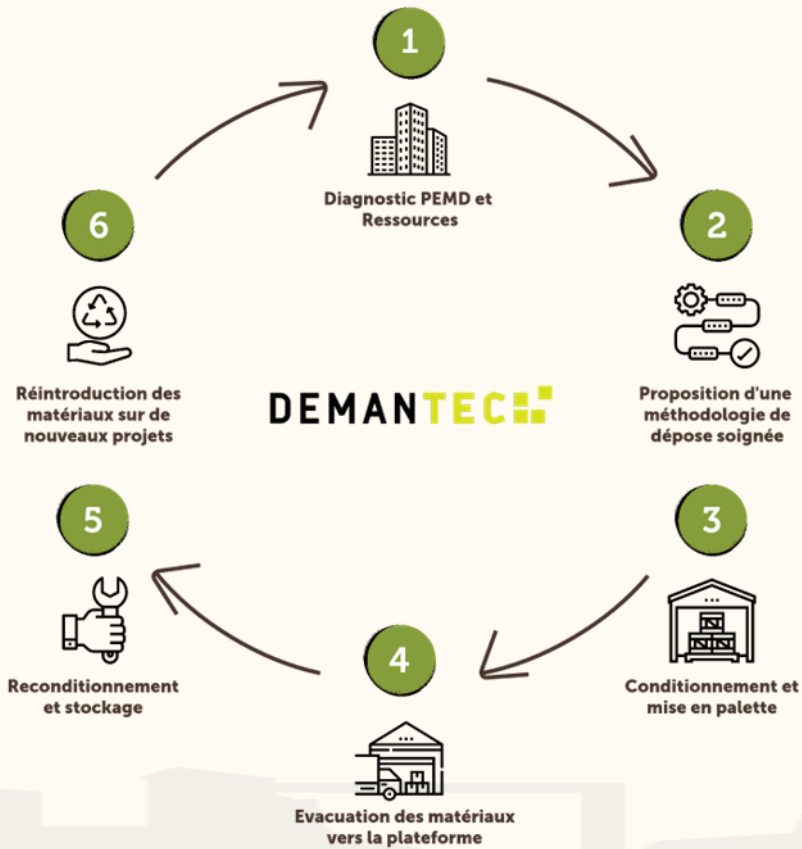 1
Diagnostic PEMD et
Ressources
2
Proposition d'une
méthodologie de
dépose soignée
3
Conditionnement et
mise en palette
4
Evacuation des matériaux
vers la plateforme
5
Reconditionnement
et stockage
6
Réintroduction des
matériaux sur de
nouveaux projets
DEMANTECH